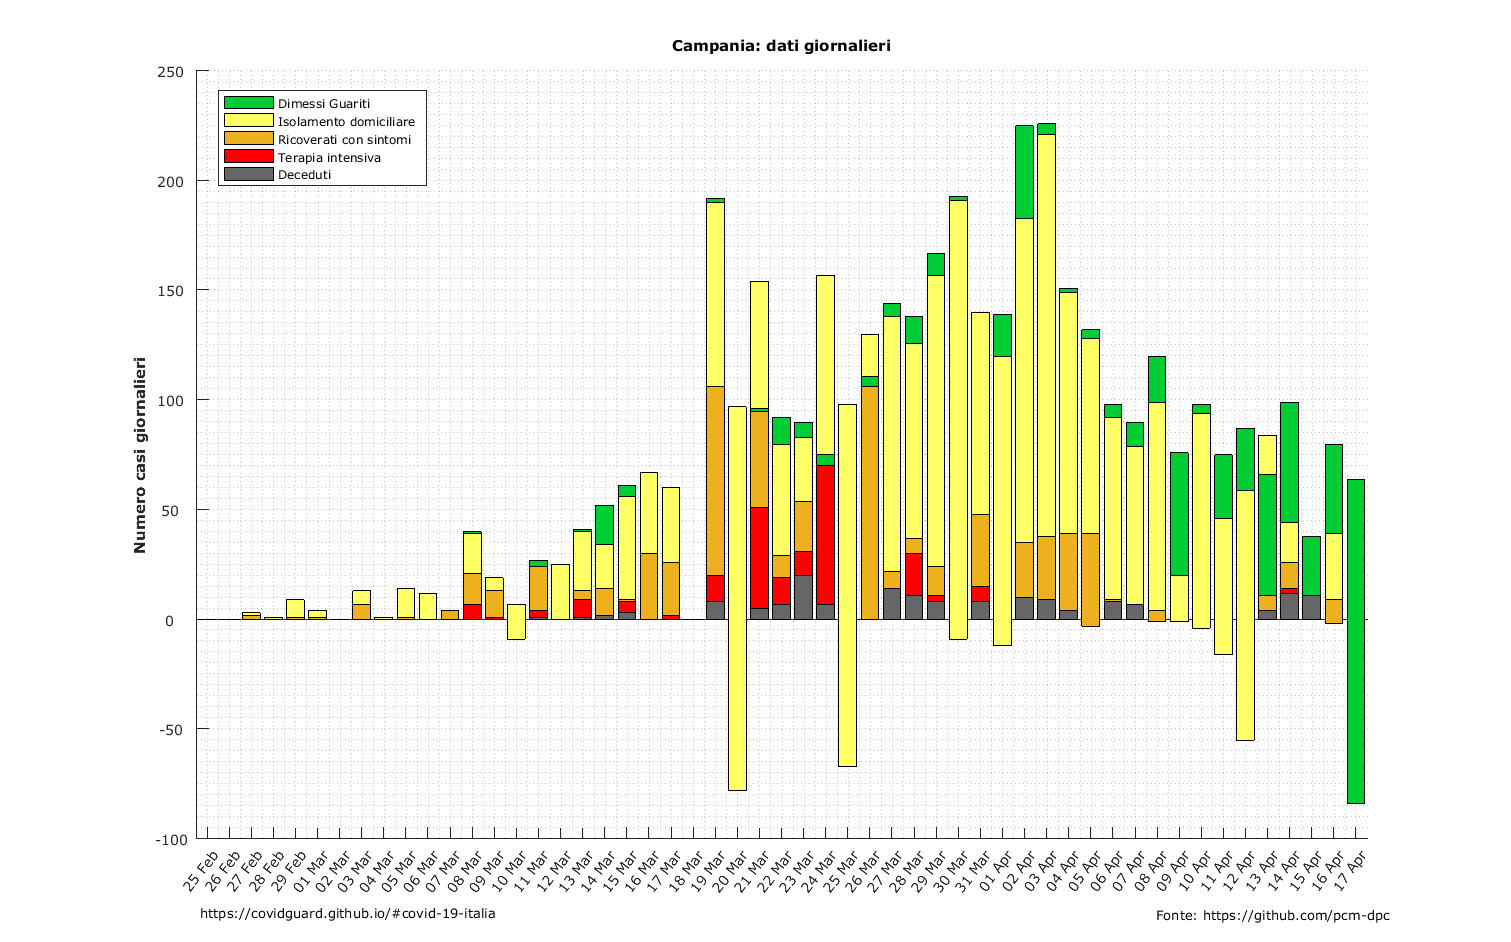 Campania: dati giornalieri
250
200
150
100
50
0
-50
-100
Numero casi giornalieri
Dimessi Guariti
Isolamento domiciliare
Ricoverati con sintomi
Terapia intensiva
Deceduti
25 Feb
26 Feb
27 Feb
28 Feb
29 Feb
01 Mar
02 Mar
03 Mar
04 Mar
05 Mar
06 Mar
07 Mar
08 Mar
09 Mar
10 Mar
11 Mar
12 Mar
13 Mar
14 Mar
15 Mar
16 Mar
17 Mar
18 Mar
19 Mar
20 Mar
21 Mar
22 Mar
23 Mar
24 Mar
25 Mar
26 Mar
27 Mar
28 Mar
29 Mar
30 Mar
31 Mar
01 Apr
02 Apr
03 Apr
04 Apr
05 Apr
06 Apr
07 Apr
08 Apr
09 Apr
10 Apr
11 Apr
12 Apr
13 Apr
14 Apr
15 Apr
16 Apr
17 Apr
https://covidguard.github.io/#covid-19-italia
Fonte: https://github.com/pcm-dpc